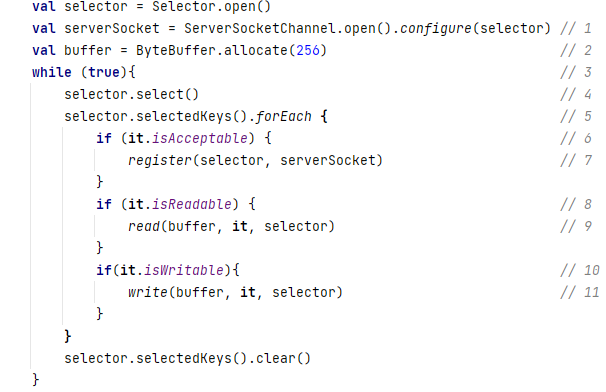 val selector = Selector.open()
val serverSocket = ServerSocketChannel.open().configure(selector) // 1
val buffer = ByteBuffer.allocate(256) // 2
while (true){ // 3
selector.select() // 4
selector.selectedKeys().forEach { // 5
if (it.isAcceptable) { // 6
register(selector, serverSocket) // 7
}
if (it.isReadable) { // 8
read(buffer, it, selector) // 9
}
if(it.isWritable){ // 10
write(buffer, it, selector) // 11
}
}
selector.selectedKeys().clear()
}